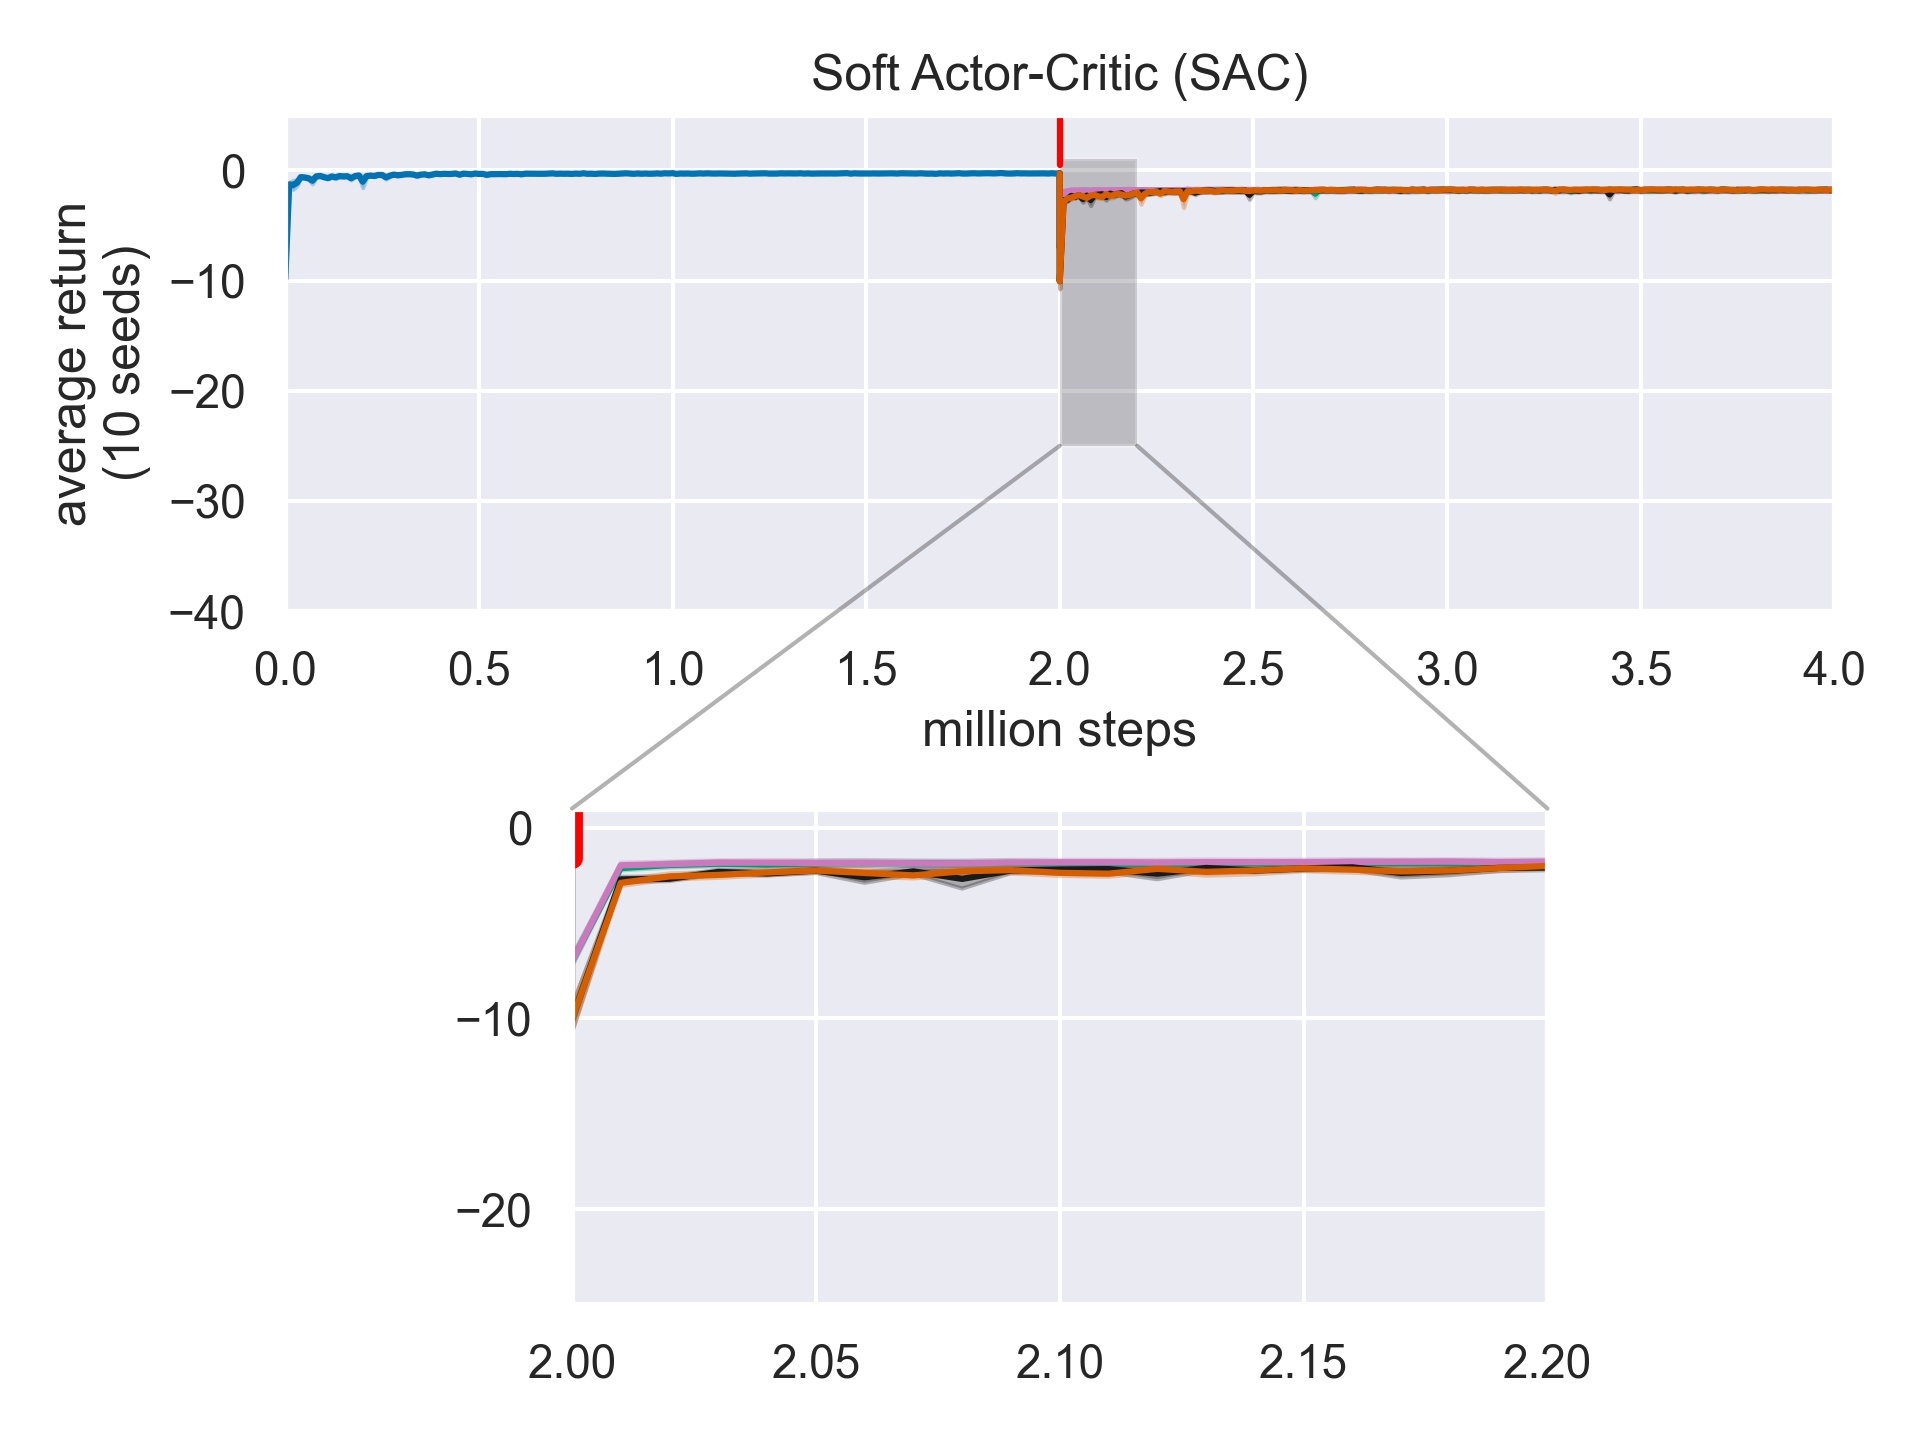 Soft Actor-Critic (SAC)
average return
(10 seeds)
0
−10
−20
−30
−40
0.0 0.5 1.0 1.5 2.0 2.5 3.0 3.5 4.0
million steps
0
−10
−20
2.00 2.05 2.10 2.15 2.20